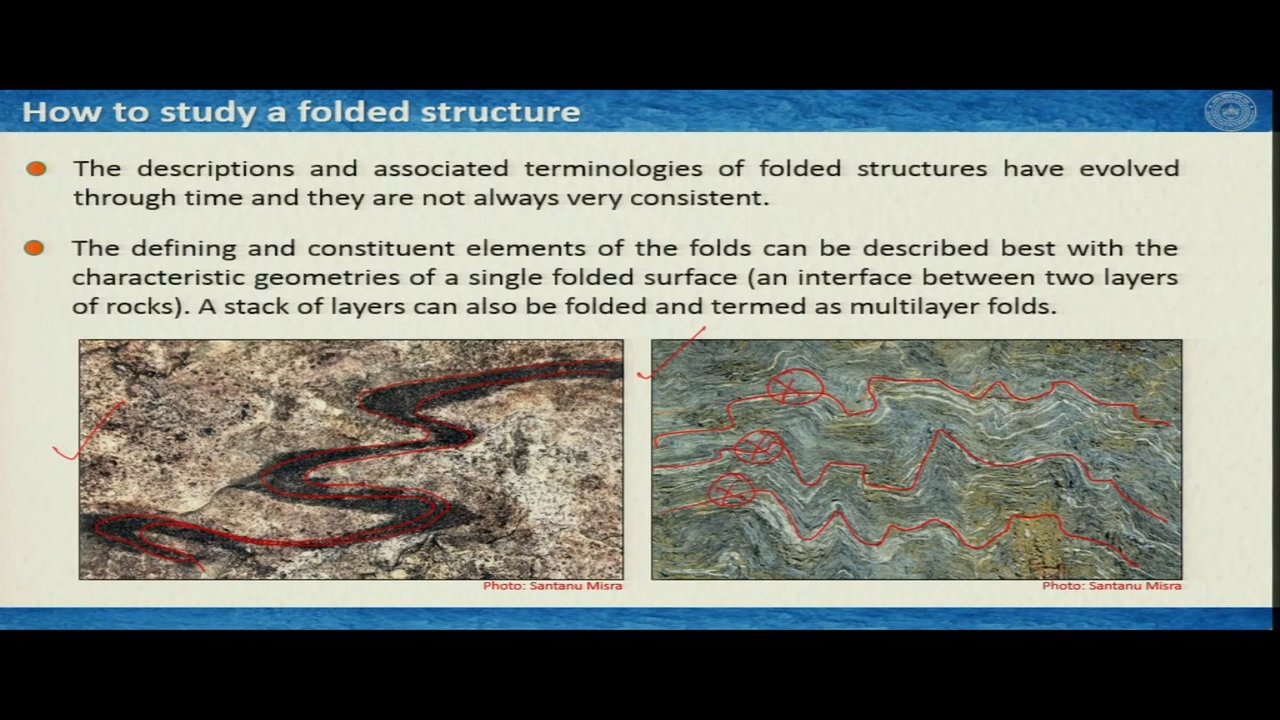 How to study a folded structure
The descriptions and associated terminologies of folded structures have evolved
through time and they are not always very consistent.
The defining and constituent elements of the folds can be described best with the
characteristic geometries of a single folded surface (an interface between two layers
of rocks). A stack of layers can also be folded and termed as multilayer folds.
Photo: Santanu Misra
Photo: Santanu Misra